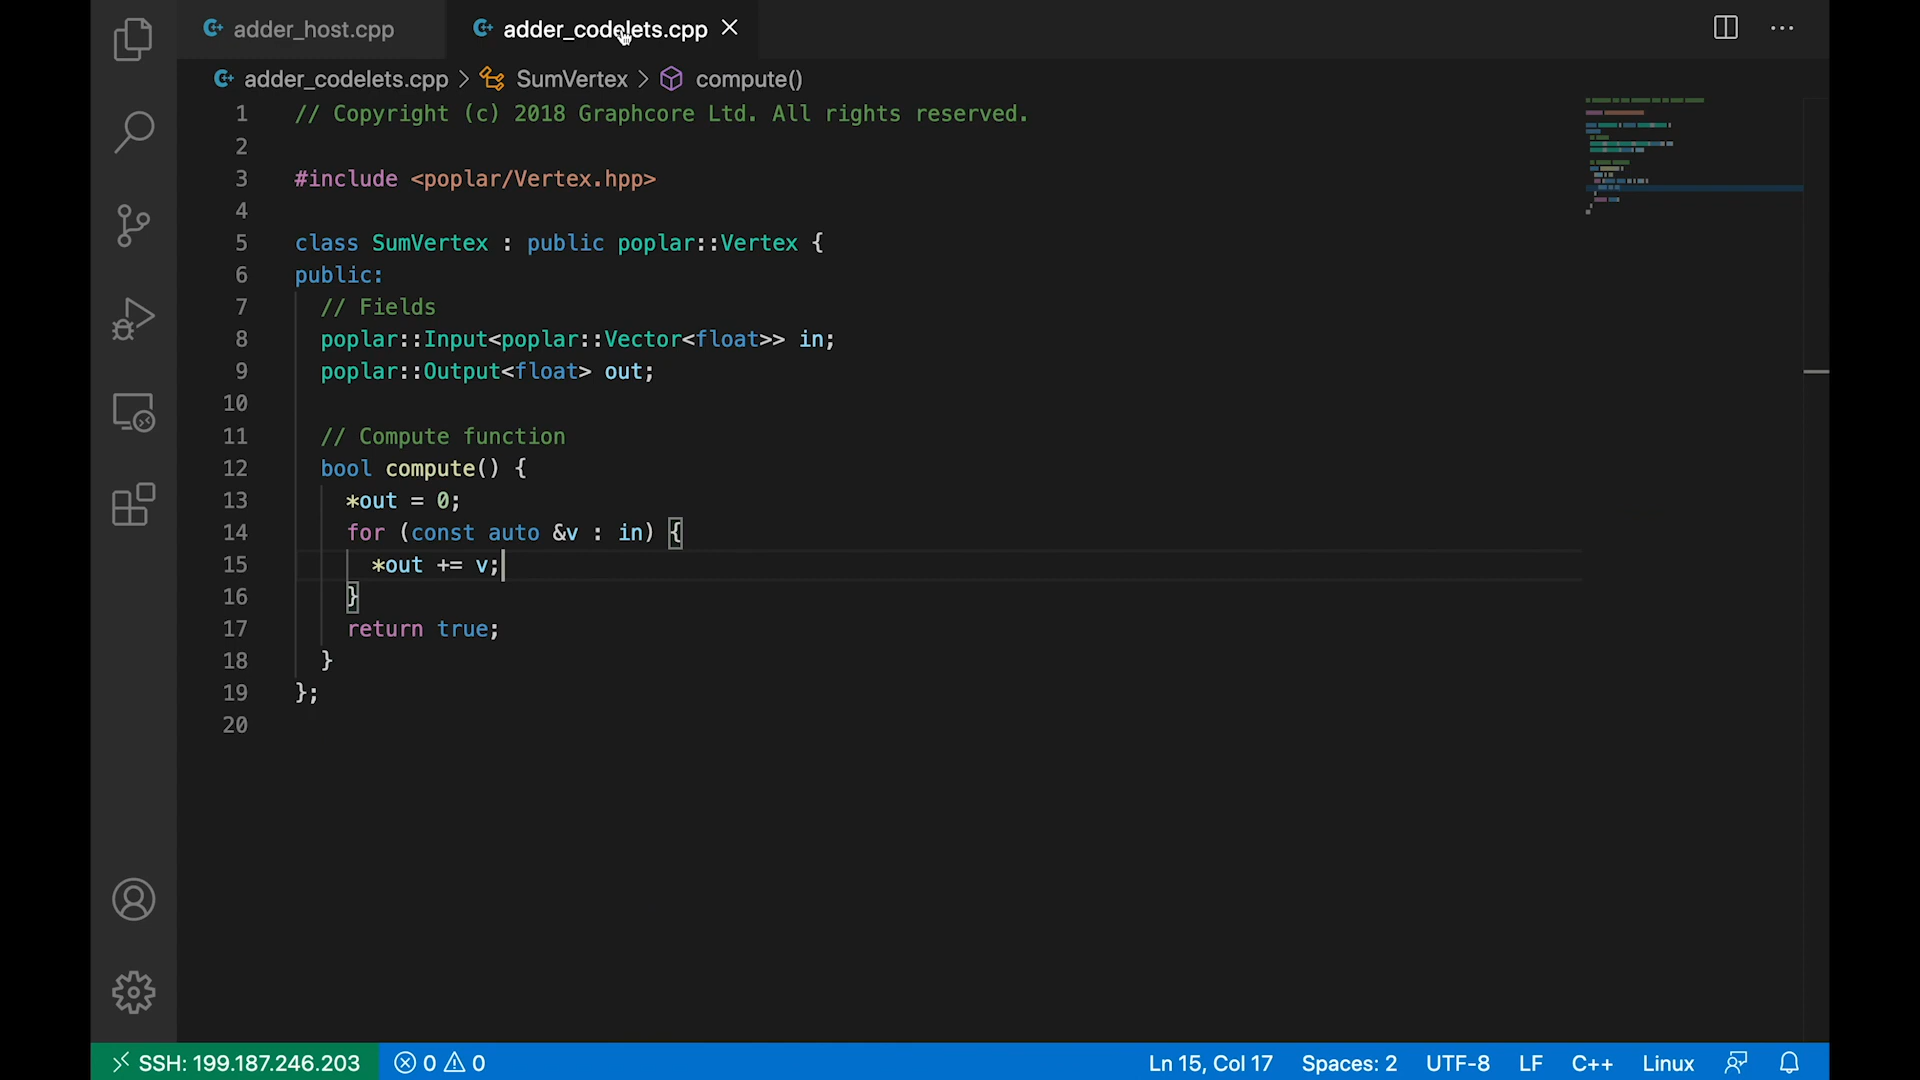 adder_host.cpp adder_codelets.cpp
adder_codelets.cpp > SumVertex > compute()
1 // Copyright (c) 2018 Graphcore Ltd. All rights reserved.
2
3 #include <poplar/Vertex.hpp>
4
5 class SumVertex : public poplar::Vertex {
6 public:
7 // Fields
8 poplar::Input<poplar::Vector<float>> in;
9 poplar::Output<float> out;
10
11 // Compute function
12 bool compute() {
13 *out = 0;
14 for (const auto &v : in) {
15 *out += v;
16 }
17 return true;
18 }
19 };
20
SSH: 199.187.246.203 0 0 Ln 15, Col 17 Spaces: 2 UTF-8 LF C++ Linux